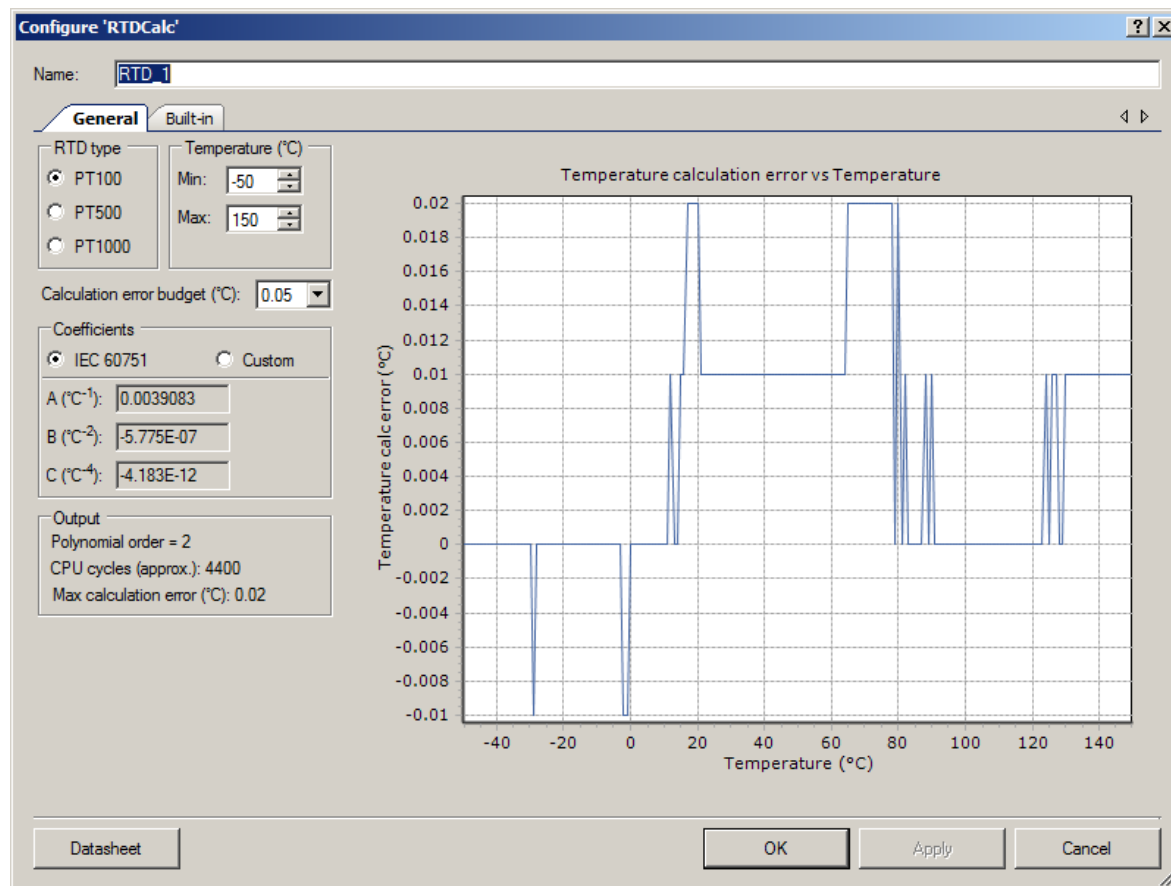 Configure 'RTDCalc'
Name: RTD_1
General Built-in
RTD type
PT100
PT500
PT1000
Temperature (°C)
Min: -50
Max: 150
Calculation error budget (°C): 0.05
Coefficients
IEC 60751 Custom
A (°C⁻¹): 0.0039083
B (°C⁻²): -5.775E-07
C (°C⁻⁴): -4.183E-12
Output
Polynomial order = 2
CPU cycles (approx.): 4400
Max calculation error (°C): 0.02
Temperature calculation error vs Temperature
Temperature calc error (°C)
0.02
0.018
0.016
0.014
0.012
0.01
0.008
0.006
0.004
0.002
0
-0.002
-0.004
-0.006
-0.008
-0.01
-40 -20 0 20 40 60 80 100 120 140
Temperature (°C)
Datasheet OK Apply Cancel